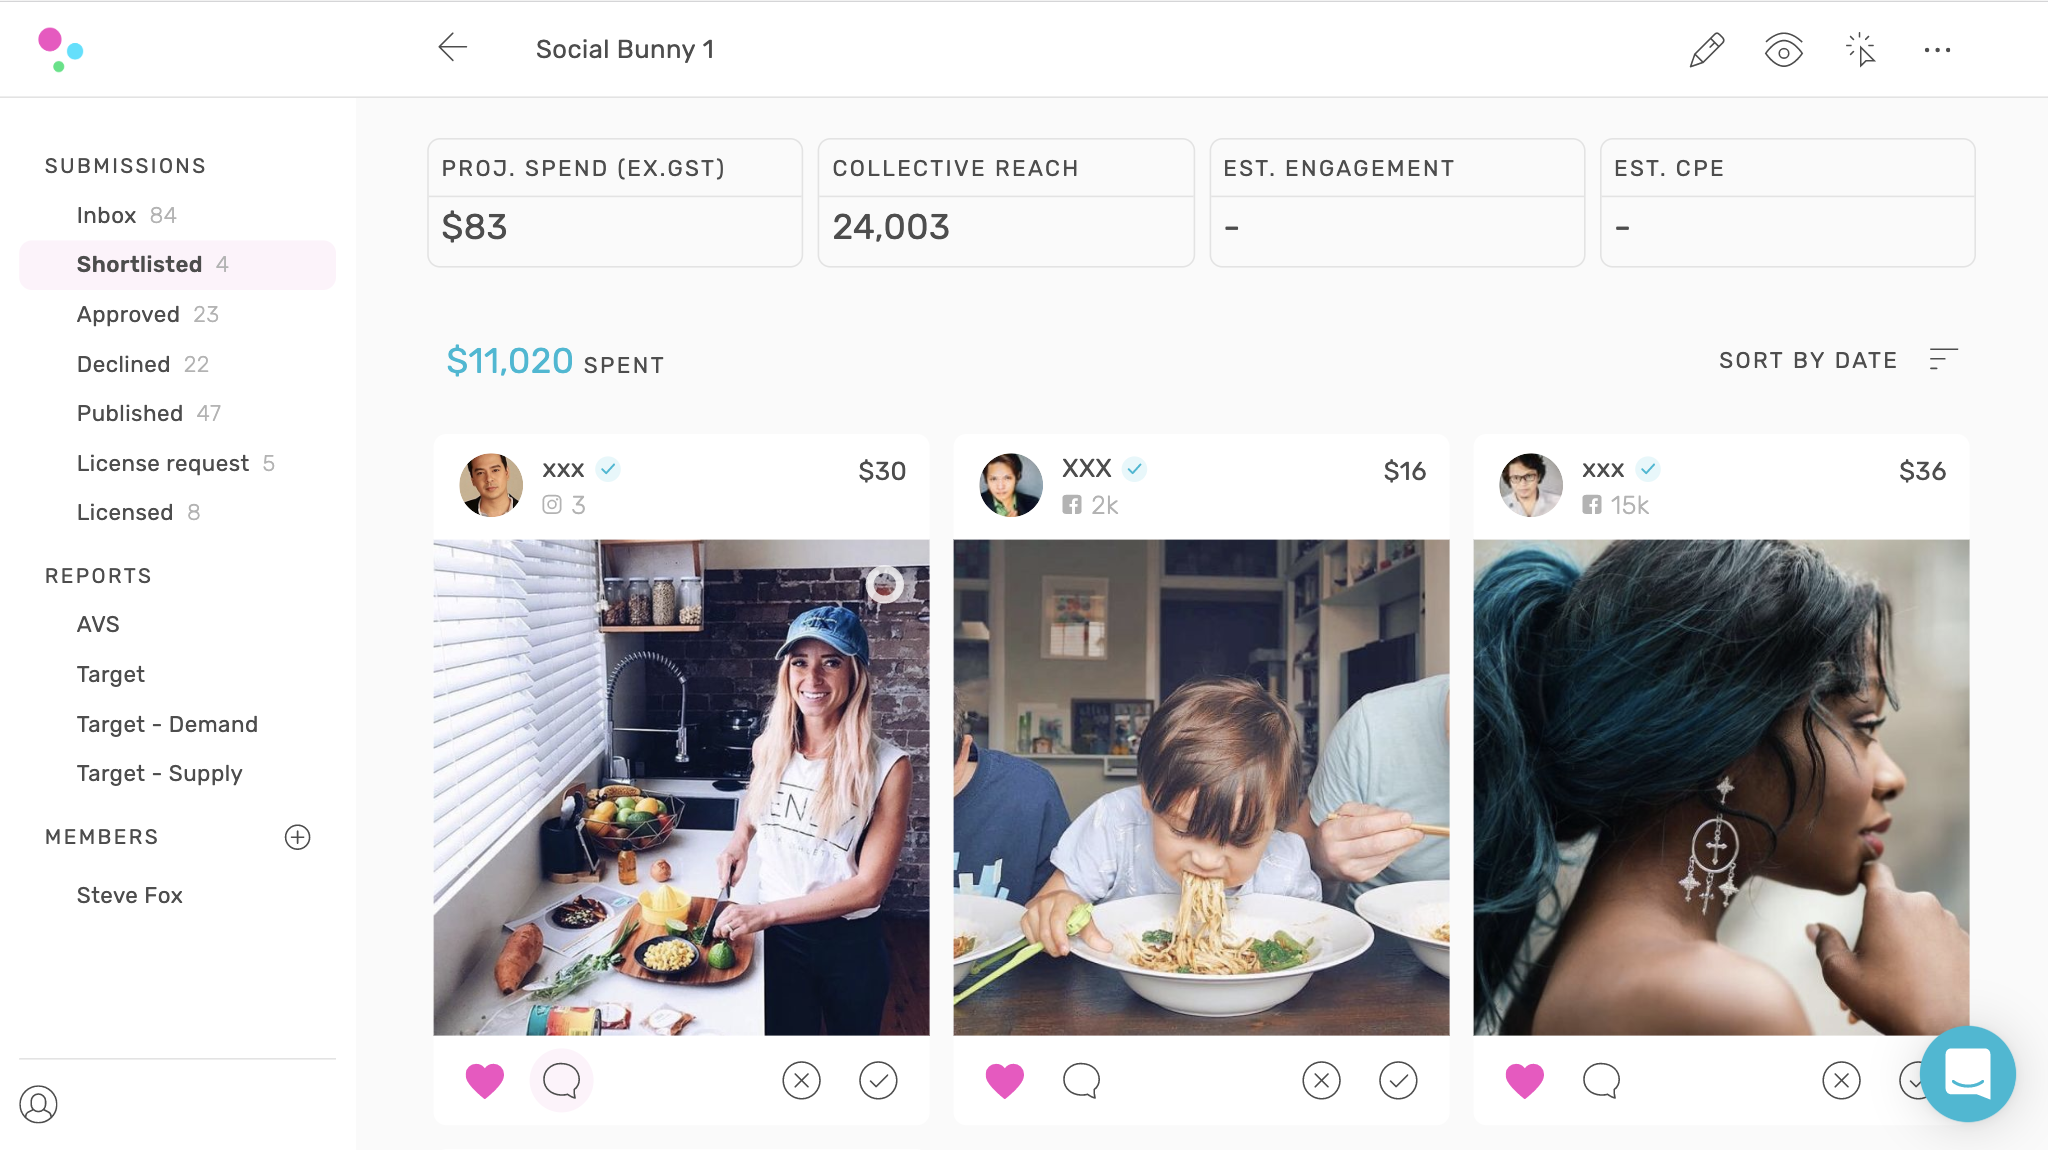 Social Bunny 1
SUBMISSIONS
Inbox 84
Shortlisted 4
Approved 23
Declined 22
Published 47
License request 5
Licensed 8
REPORTS
AVS
Target
Target - Demand
Target - Supply
MEMBERS
Steve Fox
PROJ. SPEND (EX.GST)
$83
COLLECTIVE REACH
24,003
EST. ENGAGEMENT
-
EST. CPE
-
$11,020 SPENT
SORT BY DATE
xxx
$30
3
XXX
$16
2k
xxx
$36
15k